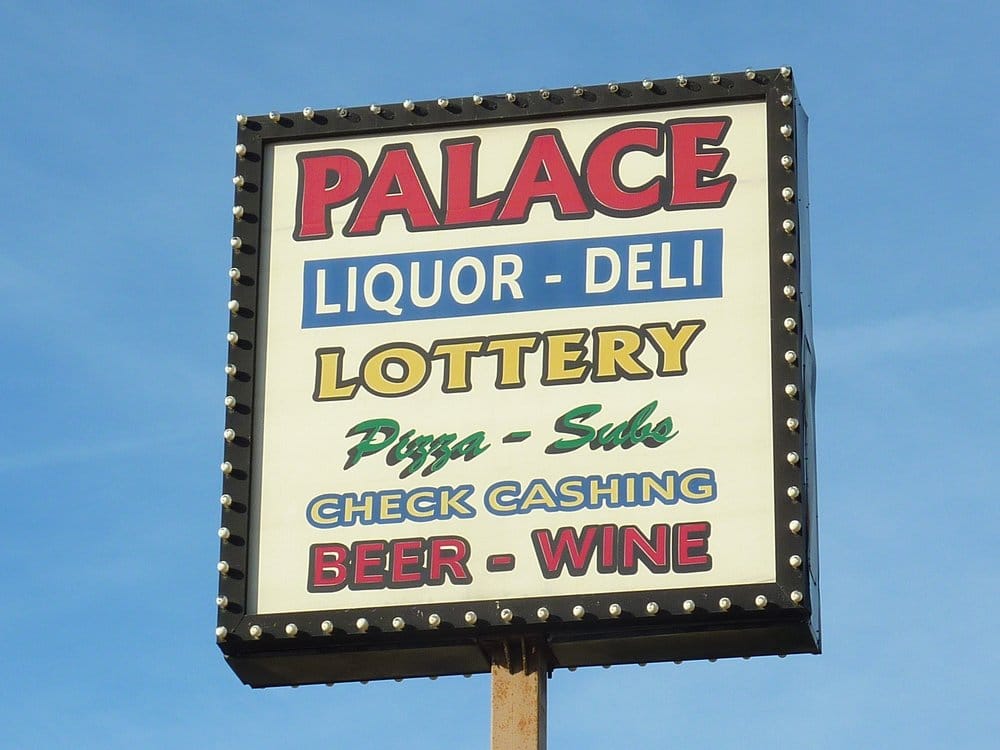 PALACE
LIQUOR - DELI
LOTTERY
Pizza - Subs
CHECK CASHING
BEER - WINE